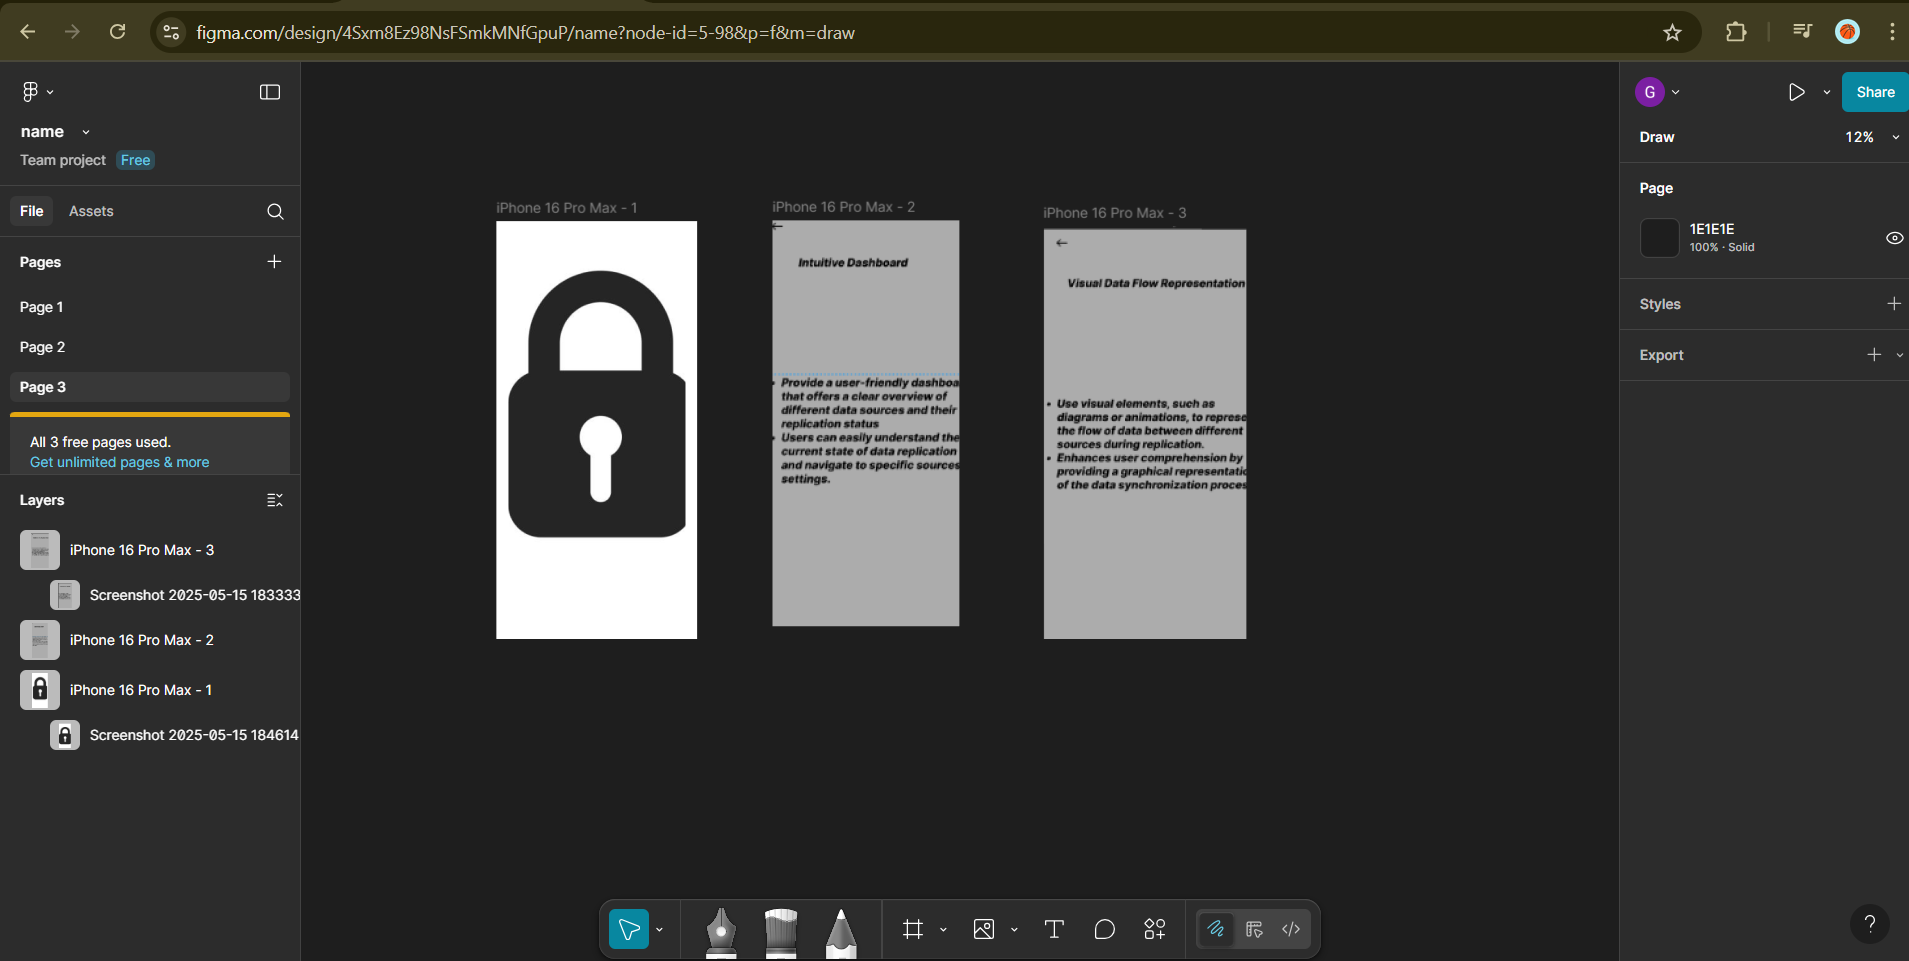 figma.com/design/4Sxm8Ez98NsFSmkMNfGpuP/name?node-id=5-98&p=f&m=draw
name
Team project Free
File Assets
Pages
Page 1
Page 2
Page 3
All 3 free pages used.
Get unlimited pages & more
Layers
iPhone 16 Pro Max - 3
Screenshot 2025-05-15 183333
iPhone 16 Pro Max - 2
iPhone 16 Pro Max - 1
Screenshot 2025-05-15 184614
iPhone 16 Pro Max - 1
iPhone 16 Pro Max - 2
Intuitive Dashboard
Provide a user-friendly dashboa
that offers a clear overview of
different data sources and their
replication status
Users can easily understand the
current state of data replication
and navigate to specific sources
settings.
iPhone 16 Pro Max - 3
Visual Data Flow Representation
Use visual elements, such as
diagrams or animations, to represe
the flow of data between different
sources during replication.
Enhances user comprehension by
providing a graphical representatio
of the data synchronization proces
G
Share
Draw 12%
Page
1E1E1E
100% · Solid
Styles
Export
?